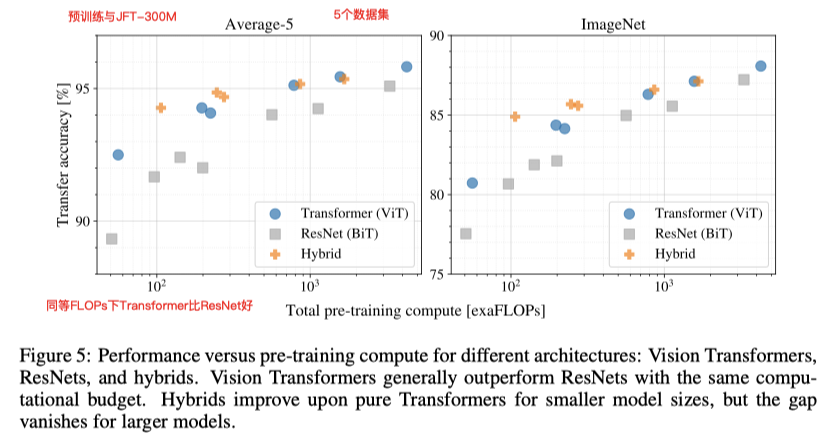 预训练与JFT-300M
5个数据集
Average-5
ImageNet
Transfer accuracy [%]
95
90
90
85
80
75
Transformer (ViT)
ResNet (BiT)
Hybrid
Transformer (ViT)
ResNet (BiT)
Hybrid
10²
10³
10²
10³
同等FLOPs下Transformer比ResNet好
Total pre-training compute [exaFLOPs]
Figure 5: Performance versus pre-training compute for different architectures: Vision Transformers,
ResNets, and hybrids. Vision Transformers generally outperform ResNets with the same compu-
tational budget. Hybrids improve upon pure Transformers for smaller model sizes, but the gap
vanishes for larger models.